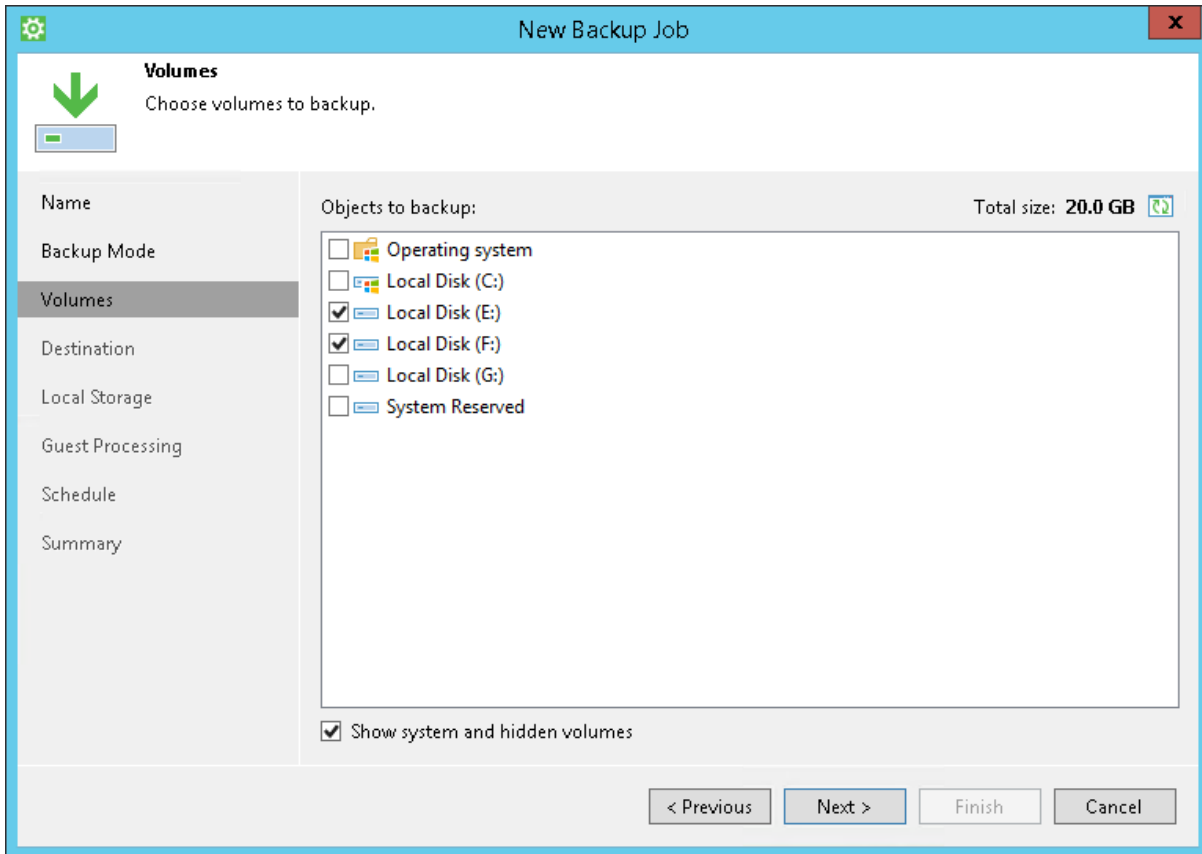 New Backup Job
x
Volumes
Choose volumes to backup.
Name
Backup Mode
Volumes
Destination
Local Storage
Guest Processing
Schedule
Summary
Objects to backup:
Total size: 20.0 GB
Operating system
Local Disk (C:)
Local Disk (E:)
Local Disk (F:)
Local Disk (G:)
System Reserved
Show system and hidden volumes
< Previous
Next >
Finish
Cancel